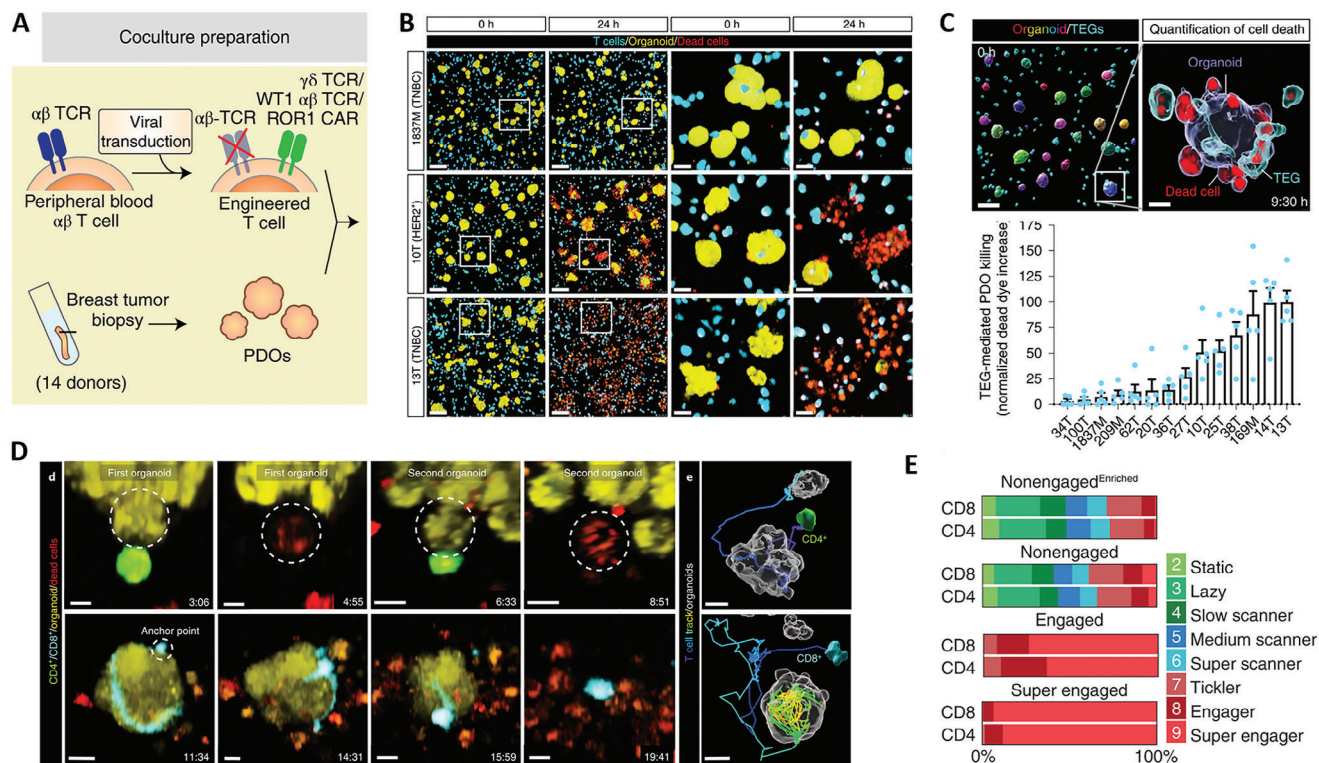 A
Coculture preparation
αβ TCR
Viral
transduction
αβ-TCR
γδ TCR/
WT1 αβ TCR/
ROR1 CAR
Peripheral blood
αβ T cell
Engineered
T cell
Breast tumor
biopsy
PDOs
(14 donors)
B
0 h
24 h
0 h
24 h
T cells/Organoid/Dead cells
1837M (TNBC)
10T (HER2⁺)
13T (TNBC)
C
Organoid/TEGs
Quantification of cell death
0 h
Organoid
Dead cell
TEG
9:30 h
TEG-mediated PDO killing
(normalized dead dye increase)
175
150
125
100
75
50
25
0
34T
100T
1837M
209M
62T
20T
36T
27T
10T
25T
38T
169M
14T
13T
D
d
CD4⁺/CD8⁺/organoid/dead cells
First organoid
First organoid
Second organoid
Second organoid
3:06
4:55
6:33
8:51
Anchor point
11:34
14:31
15:59
19:41
e
T cell track/organoids
CD4⁺
CD8⁺
E
Nonengaged^Enriched
CD8
CD4
Nonengaged
CD8
CD4
Engaged
CD8
CD4
Super engaged
CD8
CD4
0%
100%
2 Static
3 Lazy
4 Slow scanner
5 Medium scanner
6 Super scanner
7 Tickler
8 Engager
9 Super engager